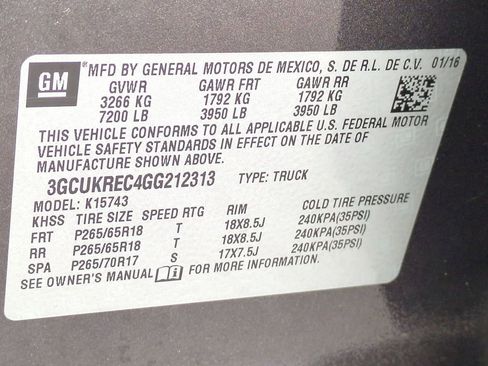 GM
*MFD BY GENERAL MOTORS DE MEXICO, S. DE R.L. DE C.V. 01/16
GVWR GAWR FRT GAWR RR
3266 KG 1792 KG 1792 KG
7200 LB 3950 LB 3950 LB
THIS VEHICLE CONFORMS TO ALL APPLICABLE U.S. FEDERAL MOTOR
VEHICLE SAFETY STANDARDS IN EFFECT ON THE DATE OF
MANUFACTURE SHOWN ABOVE.
3GCUKREC4GG212313 TYPE: TRUCK
MODEL: K15743
KHSS TIRE SIZE SPEED RTG RIM COLD TIRE PRESSURE
FRT P265/65R18 T 18X8.5J 240KPA(35PSI)
RR P265/65R18 T 18X8.5J 240KPA(35PSI)
SPA P265/70R17 S 17X7.5J 240KPA(35PSI)
SEE OWNER'S MANUAL FOR MORE INFORMATION.